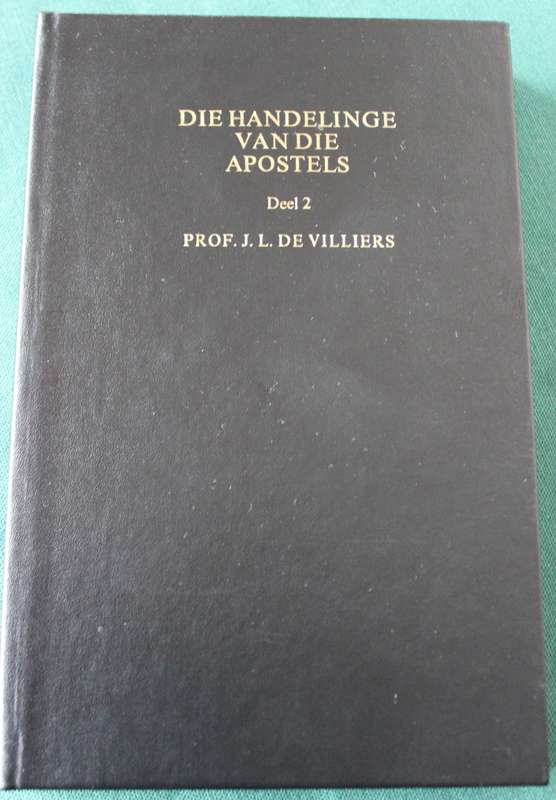 DIE HANDELINGE
VAN DIE
APOSTELS
Deel 2
PROF. J. L. DE VILLIERS